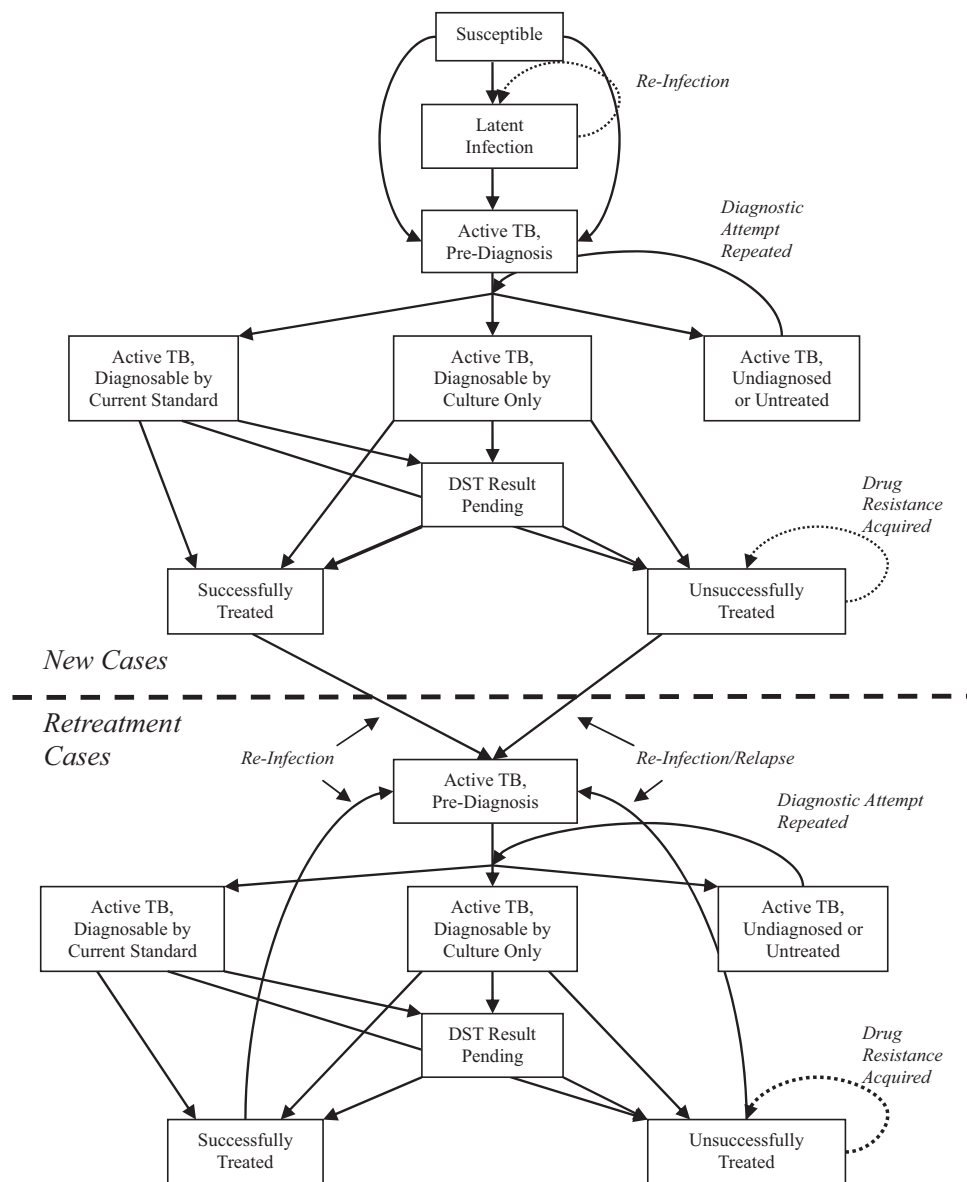 Susceptible
Re-Infection
Latent
Infection
Diagnostic
Attempt
Repeated
Active TB,
Pre-Diagnosis
Active TB,
Diagnosable by
Current Standard
Active TB,
Diagnosable by
Culture Only
Active TB,
Undiagnosed
or Untreated
DST Result
Pending
Drug
Resistance
Acquired
Successfully
Treated
Unsuccessfully
Treated
New Cases
Retreatment
Cases
Re-Infection
Re-Infection/Relapse
Active TB,
Pre-Diagnosis
Diagnostic Attempt
Repeated
Active TB,
Diagnosable by
Current Standard
Active TB,
Diagnosable by
Culture Only
Active TB,
Undiagnosed or
Untreated
DST Result
Pending
Drug
Resistance
Acquired
Successfully
Treated
Unsuccessfully
Treated